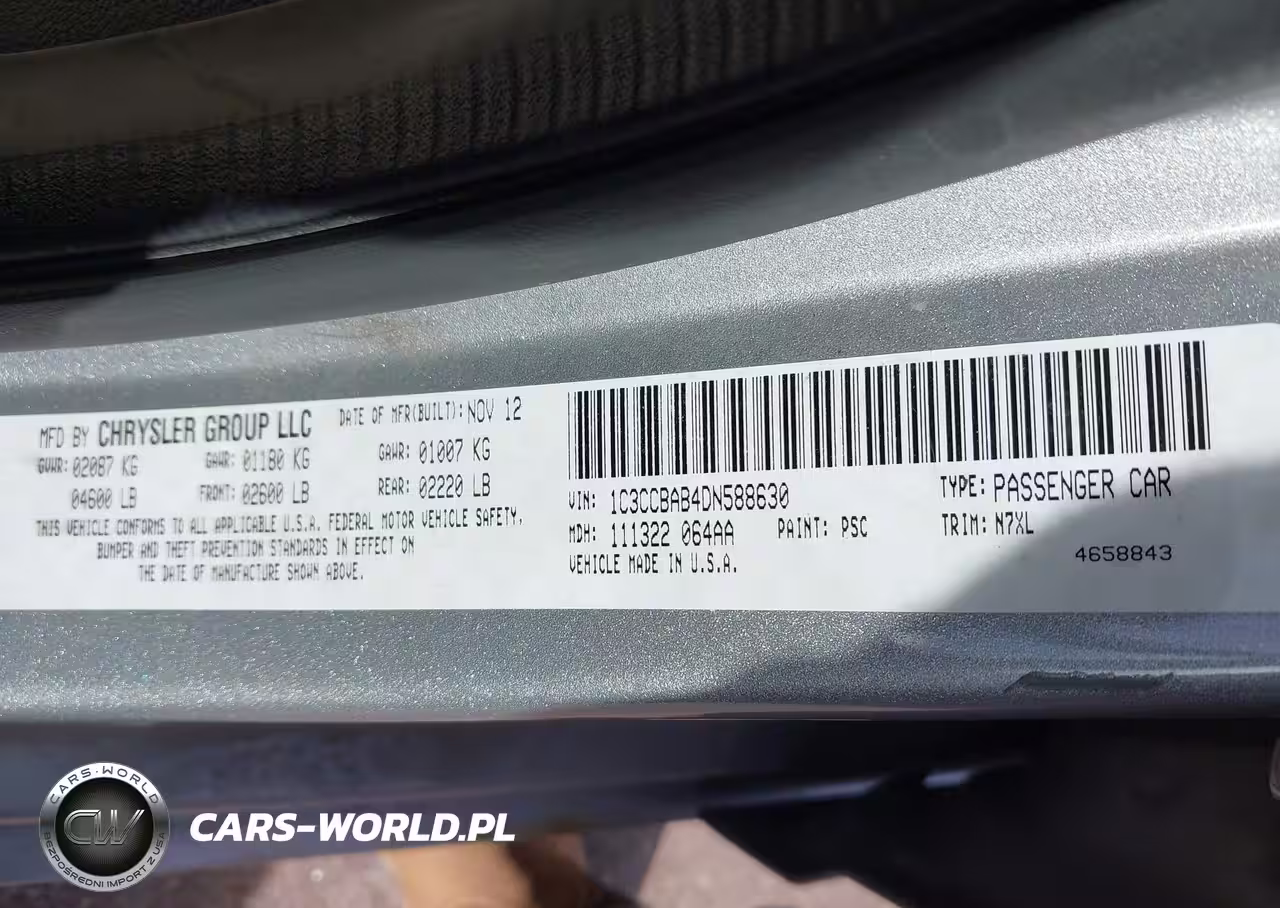 MFD BY CHRYSLER GROUP LLC
DATE OF MFR(BUILT): NOV 12
GVWR: 02087 KG
GAWR: 01180 KG
GAWR: 01007 KG
04600 LB
FRONT: 02600 LB
REAR: 02220 LB
THIS VEHICLE CONFORMS TO ALL APPLICABLE U.S.A. FEDERAL MOTOR VEHICLE SAFETY,
BUMPER AND THEFT PREVENTION STANDARDS IN EFFECT ON
THE DATE OF MANUFACTURE SHOWN ABOVE.
VIN: 1C3CCBAB4DN588630
TYPE: PASSENGER CAR
MDH: 111322 064AA
PAINT: PSC
TRIM: N7XL
VEHICLE MADE IN U.S.A.
4658843
CARS-WORLD
CW
BEZPOŚREDNI IMPORT Z USA
CARS-WORLD.PL